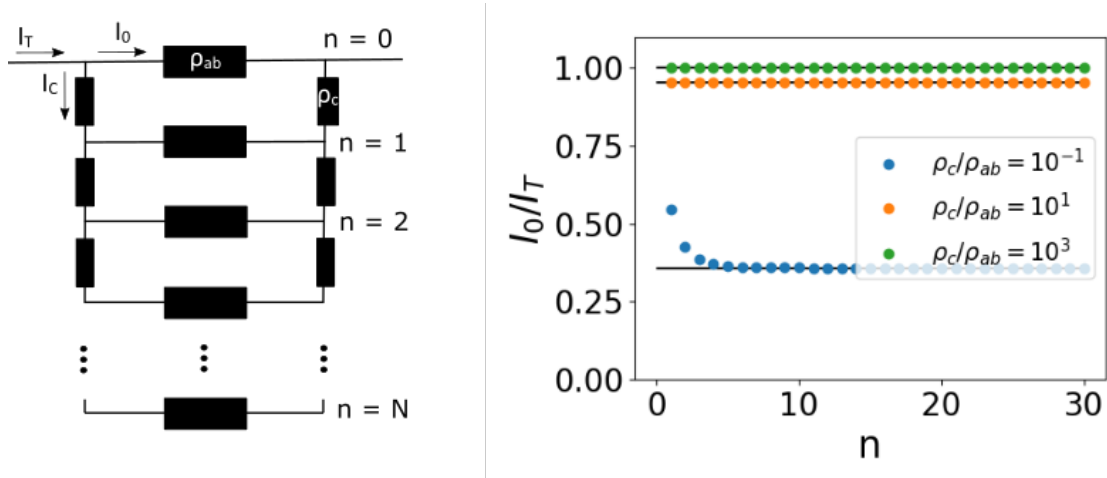 I_T I_0 n = 0
ρ_ab
I_C
ρ_c
n = 1
n = 2
n = N
I_0/I_T
1.00
0.75
0.50
0.25
0.00
ρ_c/ρ_ab = 10^{-1}
ρ_c/ρ_ab = 10^1
ρ_c/ρ_ab = 10^3
0 10 20 30
n